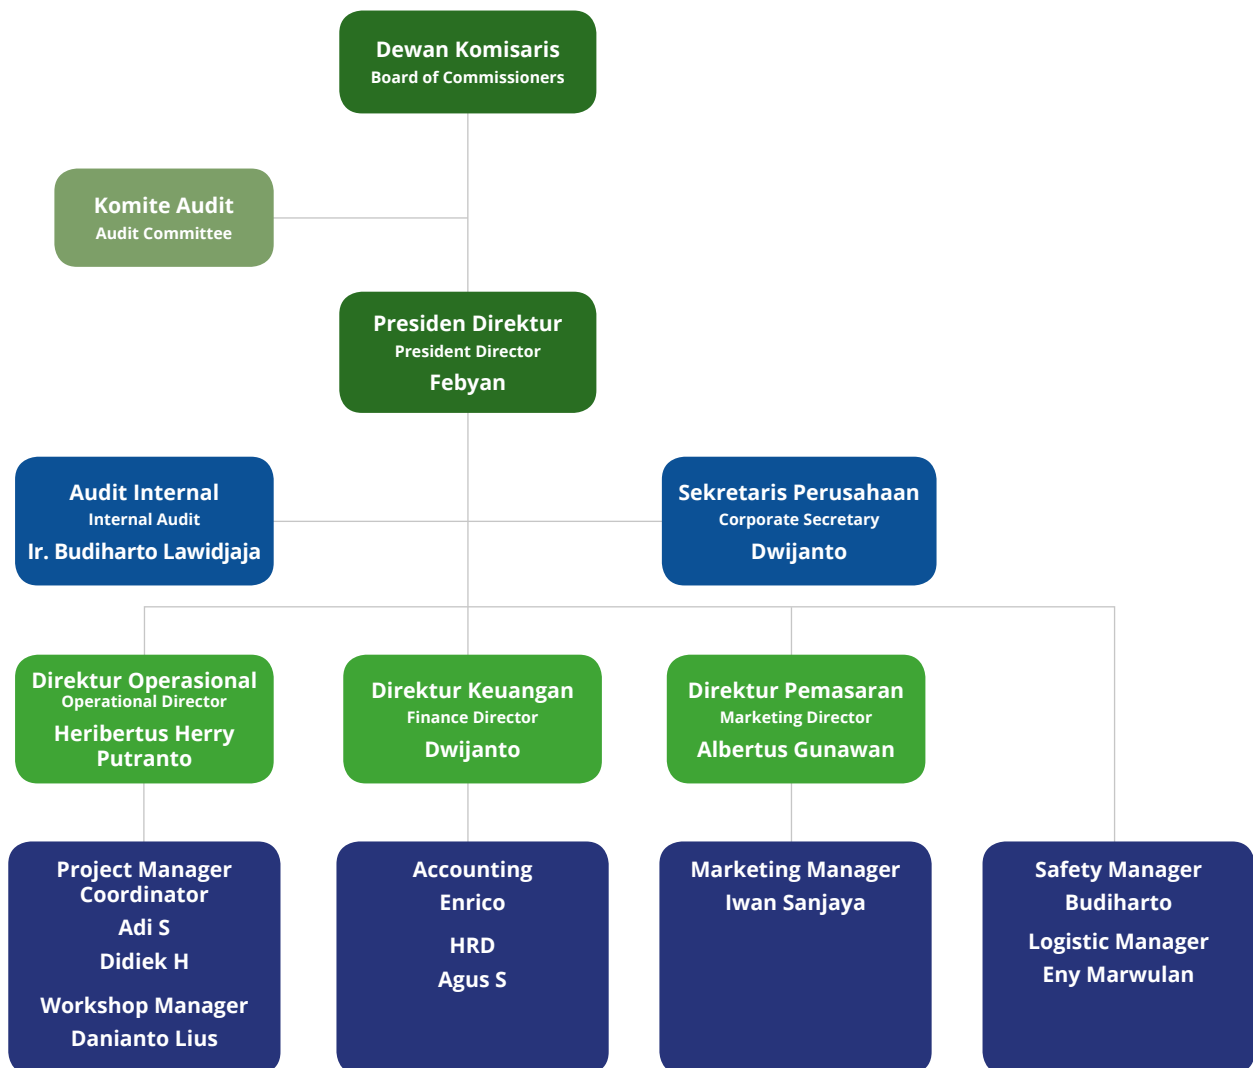 Dewan Komisaris
Board of Commissioners
Komite Audit
Audit Committee
Presiden Direktur
President Director
Febyan
Audit Internal
Internal Audit
Ir. Budiharto Lawidjaja
Sekretaris Perusahaan
Corporate Secretary
Dwijanto
Direktur Operasional
Operational Director
Heribertus Herry
Putranto
Direktur Keuangan
Finance Director
Dwijanto
Direktur Pemasaran
Marketing Director
Albertus Gunawan
Project Manager
Coordinator
Adi S
Didiek H
Workshop Manager
Danianto Lius
Accounting
Enrico
HRD
Agus S
Marketing Manager
Iwan Sanjaya
Safety Manager
Budiharto
Logistic Manager
Eny Marwulan